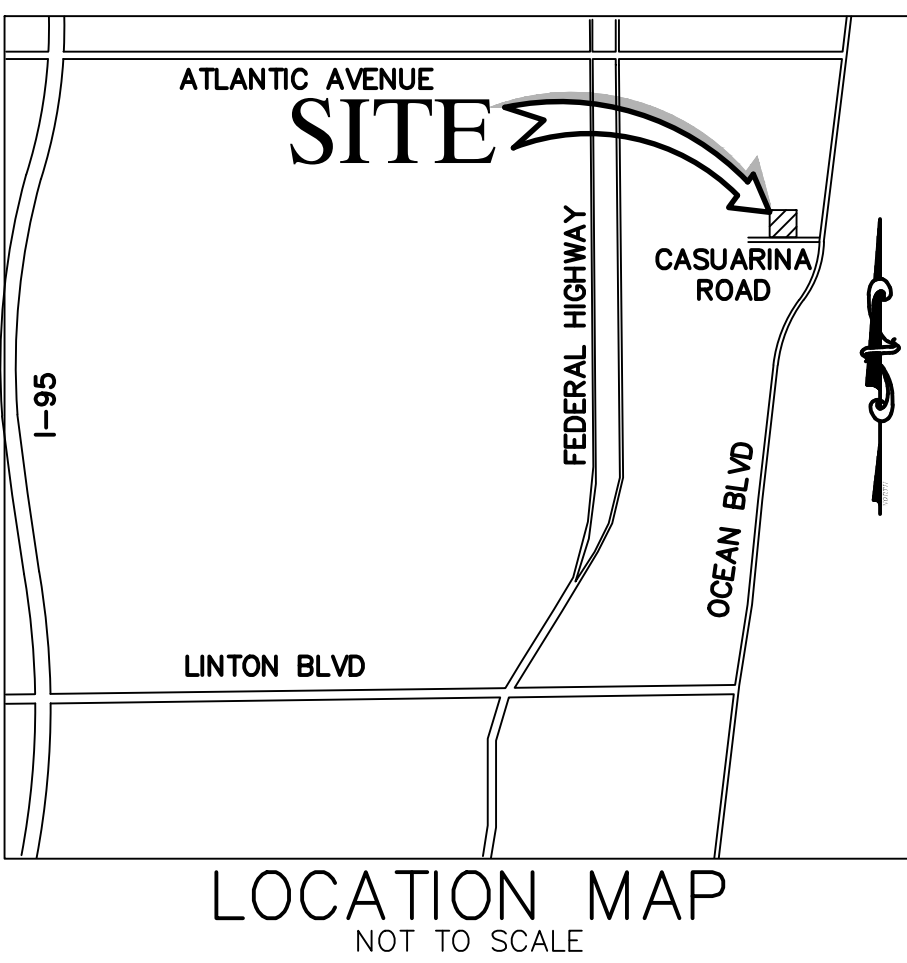 ATLANTIC AVENUE
SITE
CASUARINA
ROAD
FEDERAL HIGHWAY
I-95
OCEAN BLVD
LINTON BLVD
LOCATION MAP
NOT TO SCALE